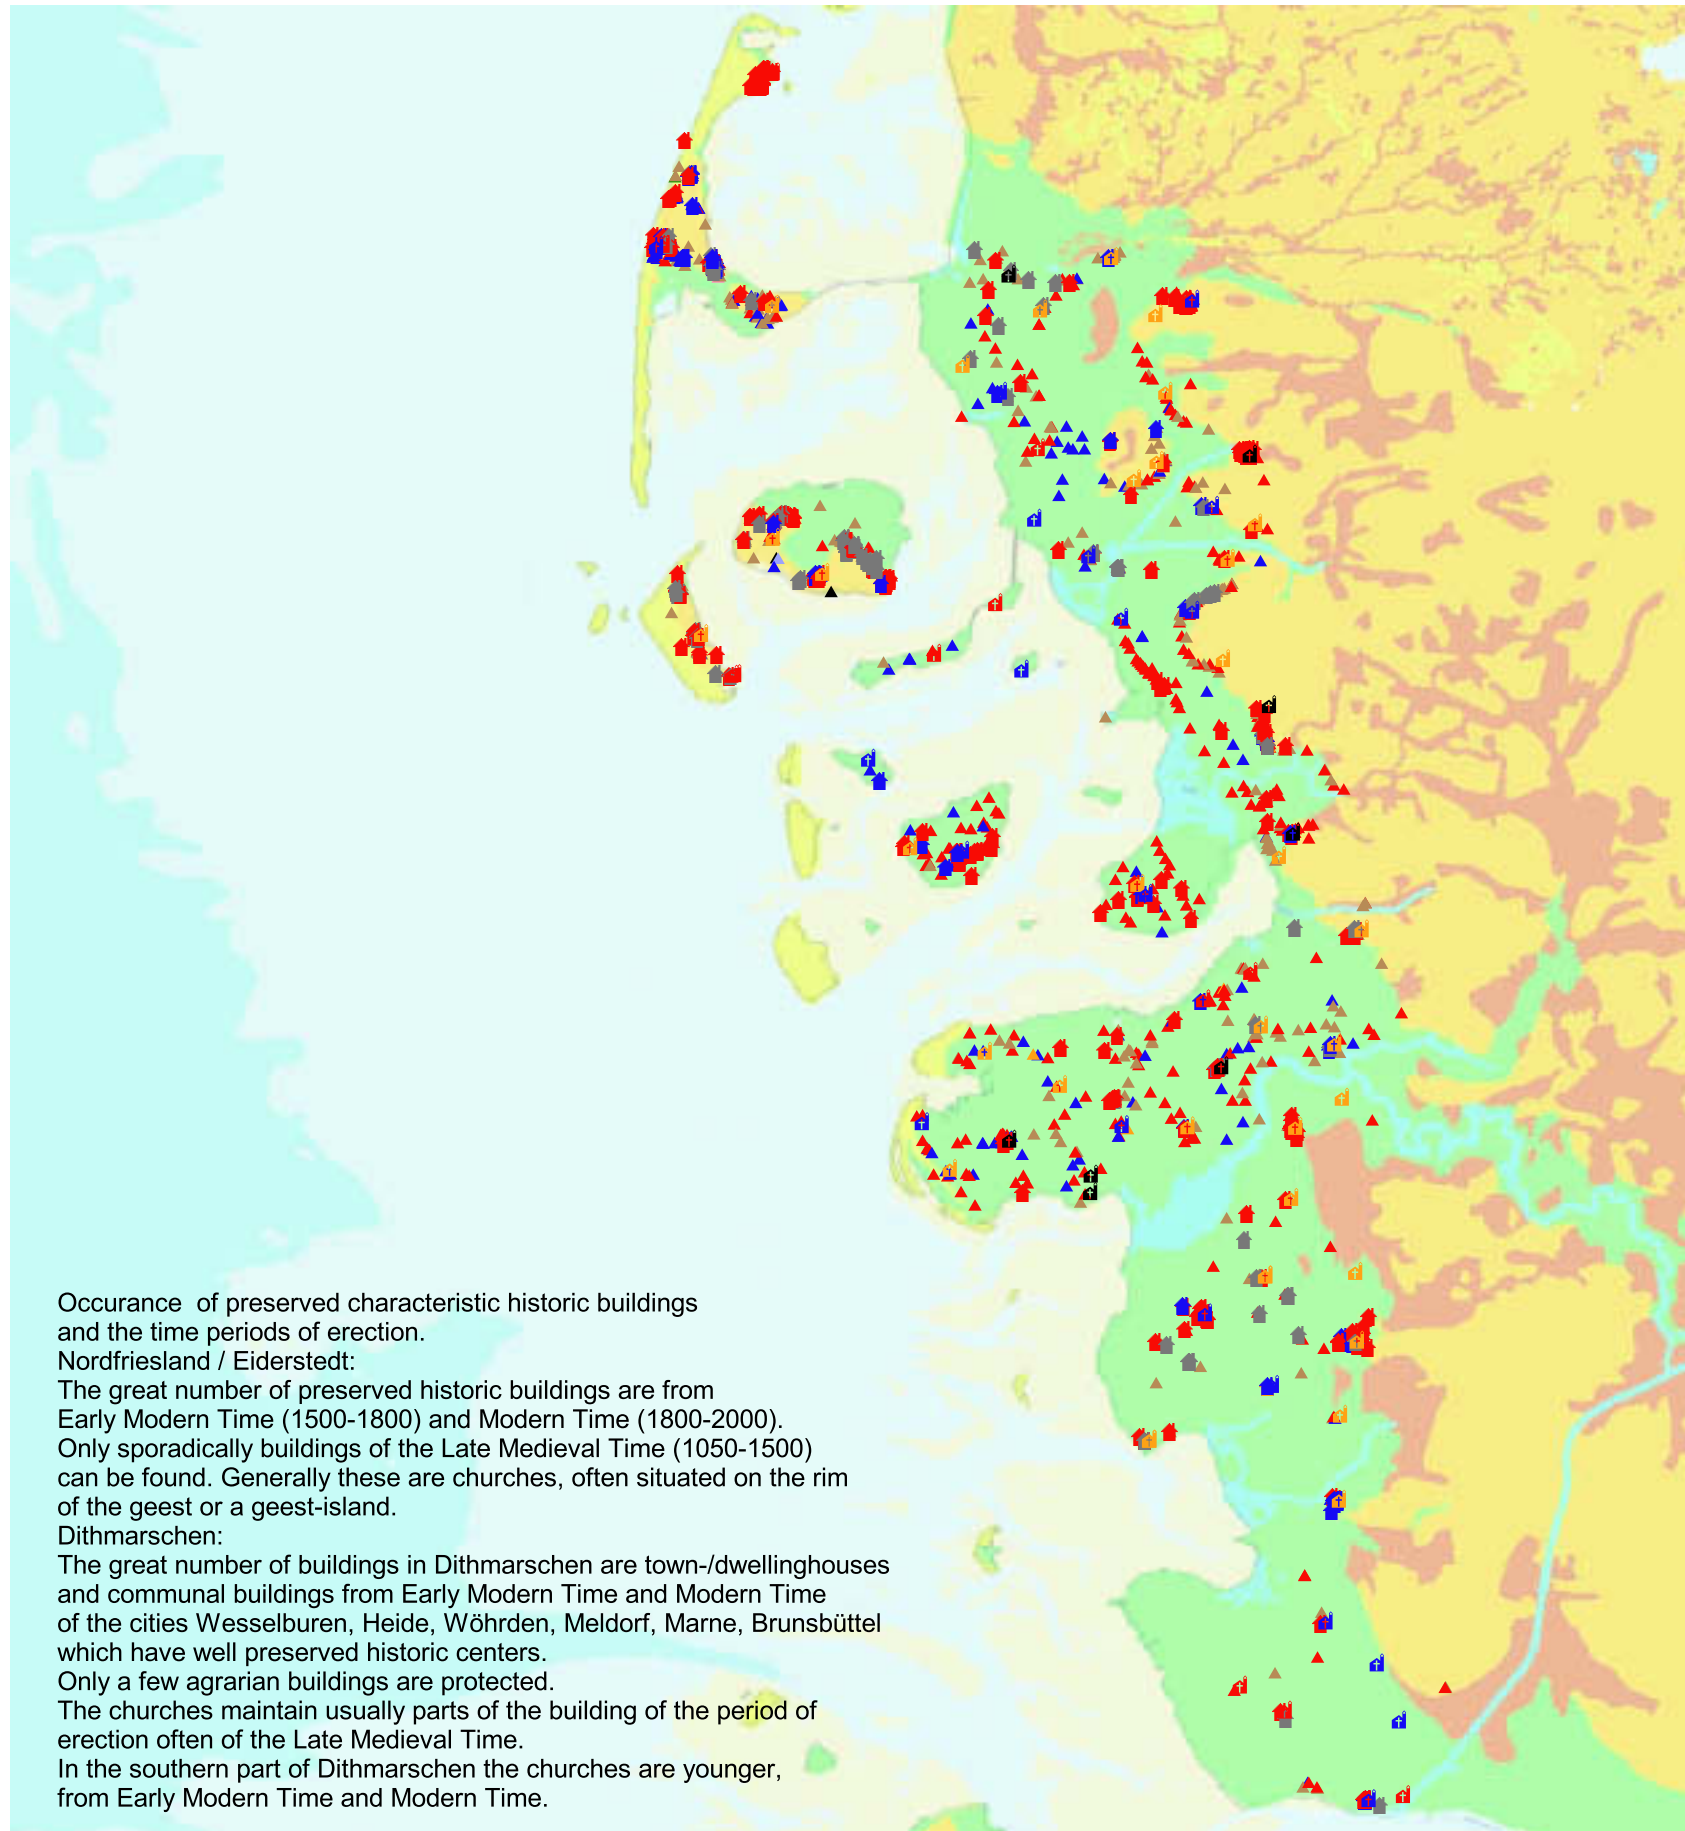 Occurance of preserved characteristic historic buildings
and the time periods of erection.
Nordfriesland / Eiderstedt:
The great number of preserved historic buildings are from
Early Modern Time (1500-1800) and Modern Time (1800-2000).
Only sporadically buildings of the Late Medieval Time (1050-1500)
can be found. Generally these are churches, often situated on the rim
of the geest or a geest-island.
Dithmarschen:
The great number of buildings in Dithmarschen are town-/dwellinghouses
and communal buildings from Early Modern Time and Modern Time
of the cities Wesselburen, Heide, Wöhrden, Meldorf, Marne, Brunsbüttel
which have well preserved historic centers.
Only a few agrarian buildings are protected.
The churches maintain usually parts of the building of the period of
erection often of the Late Medieval Time.
In the southern part of Dithmarschen the churches are younger,
from Early Modern Time and Modern Time.